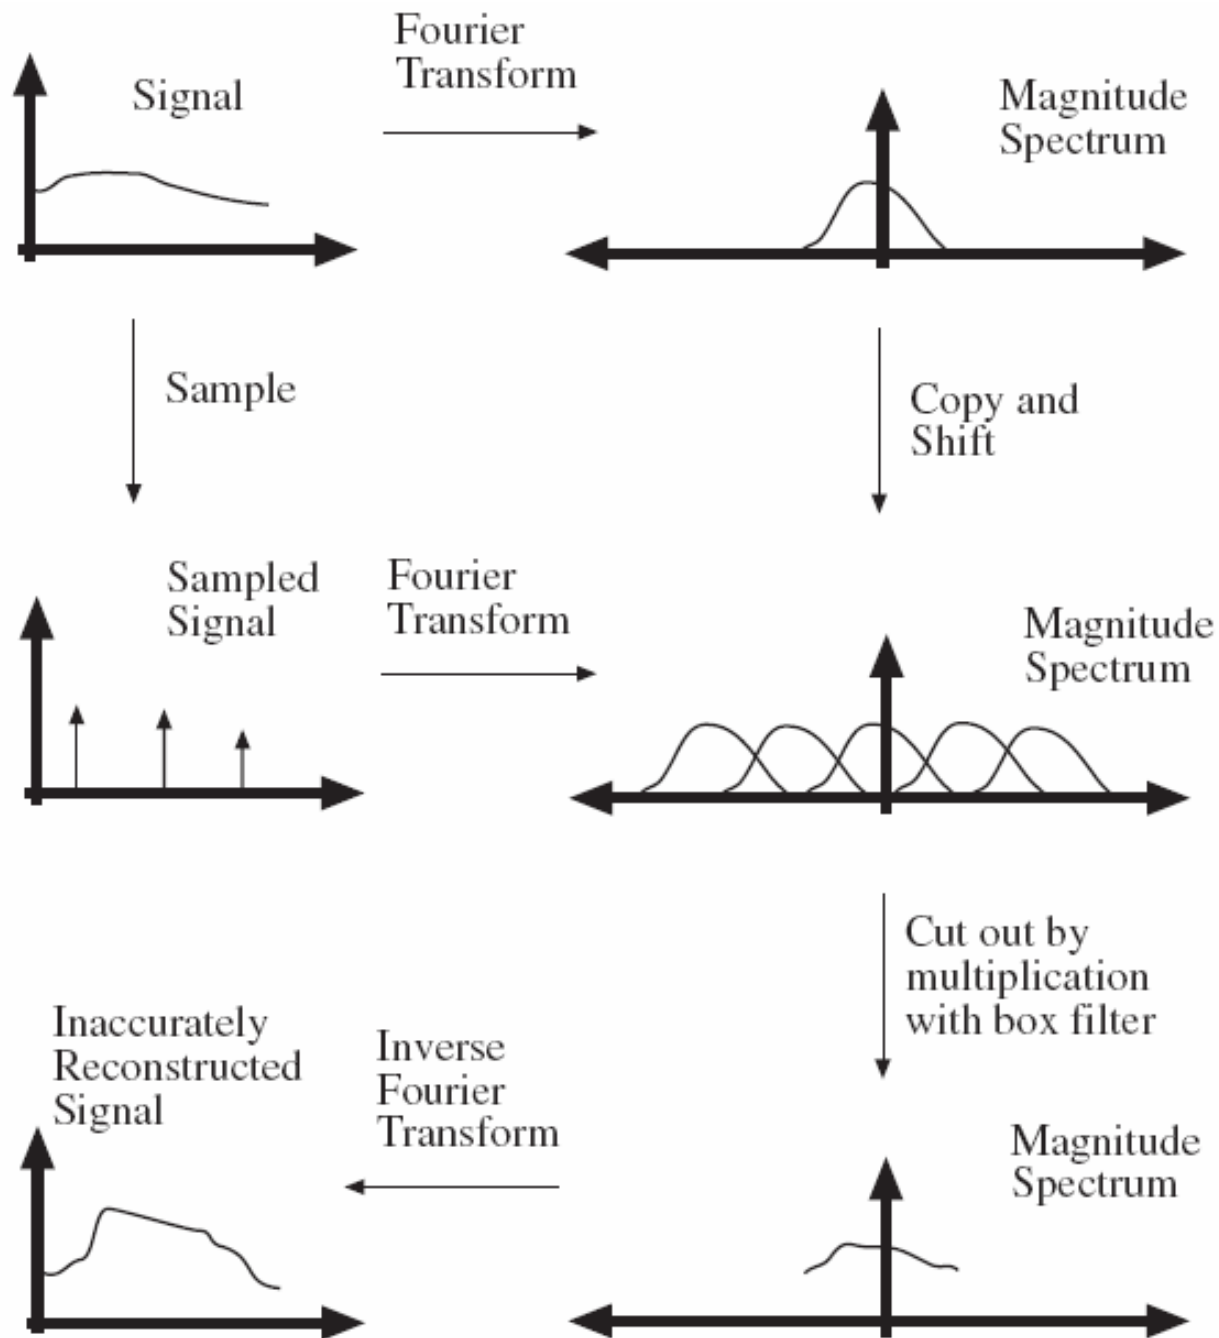 Fourier
Transform
Signal
Magnitude
Spectrum
Sample
Copy and
Shift
Sampled
Signal
Fourier
Transform
Magnitude
Spectrum
Cut out by
multiplication
with box filter
Inaccurately
Reconstructed
Signal
Inverse
Fourier
Transform
Magnitude
Spectrum